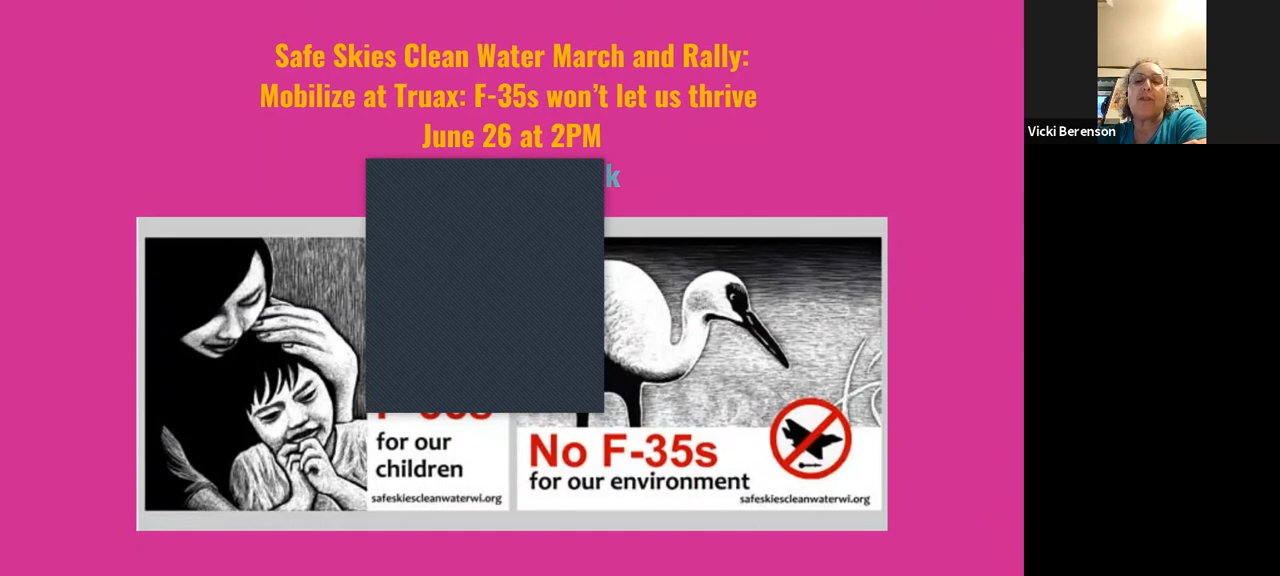 Safe Skies Clean Water March and Rally:
Mobilize at Truax: F-35s won’t let us thrive
June 26 at 2PM
for our
children
safeskiescleanwaterwi.org
No F-35s
for our environment
safeskiescleanwaterwi.org
Vicki Berenson